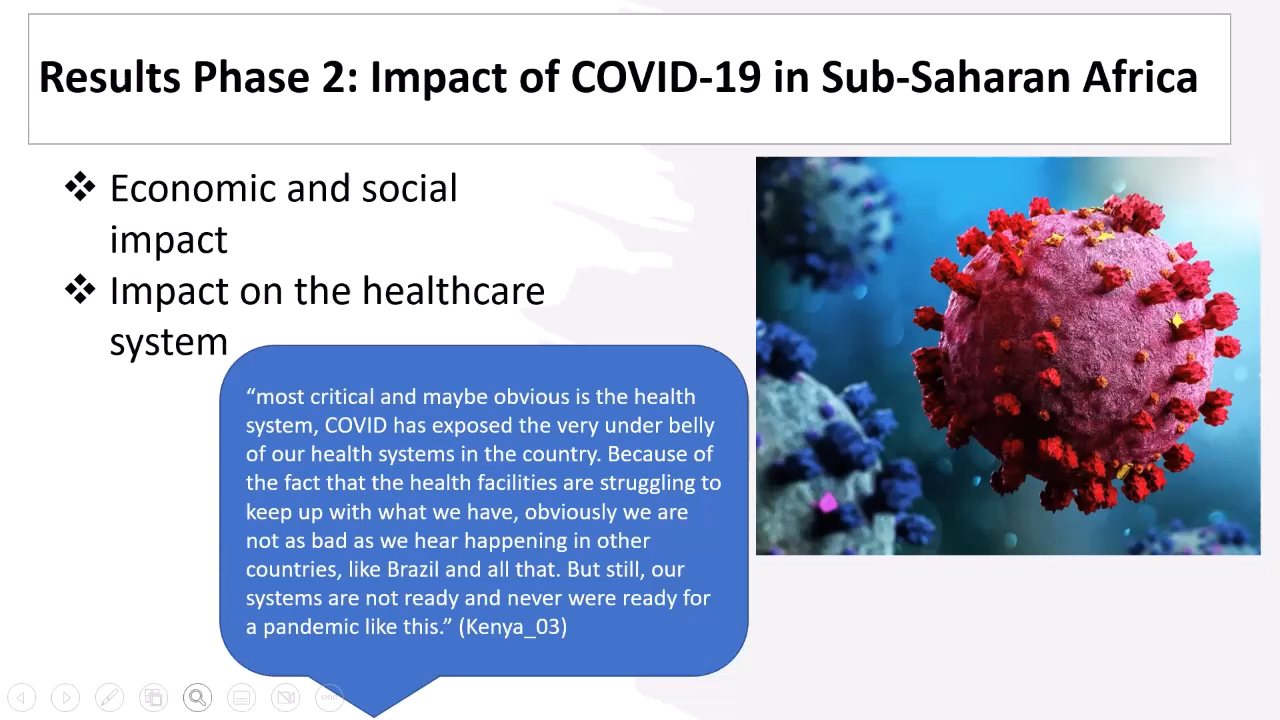 Results Phase 2: Impact of COVID-19 in Sub-Saharan Africa
❖ Economic and social
impact
❖ Impact on the healthcare
system
“most critical and maybe obvious is the health
system, COVID has exposed the very under belly
of our health systems in the country. Because of
the fact that the health facilities are struggling to
keep up with what we have, obviously we are
not as bad as we hear happening in other
countries, like Brazil and all that. But still, our
systems are not ready and never were ready for
a pandemic like this.” (Kenya_03)